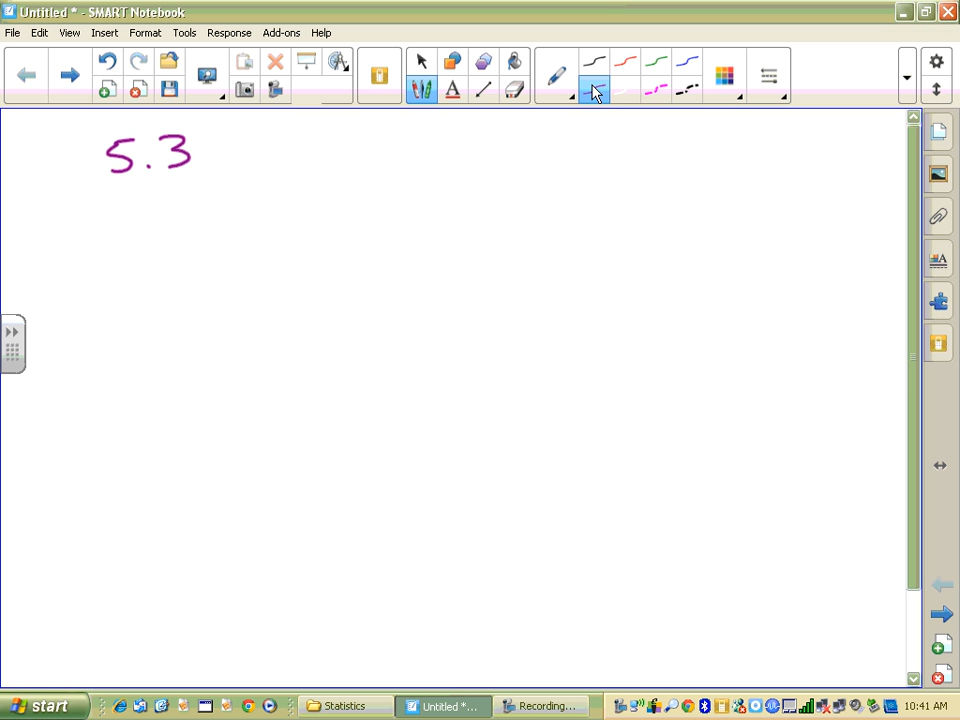 Untitled * - SMART Notebook
File Edit View Insert Format Tools Response Add-ons Help
5.3
start Statistics Untitled *... Recording... 10:41 AM